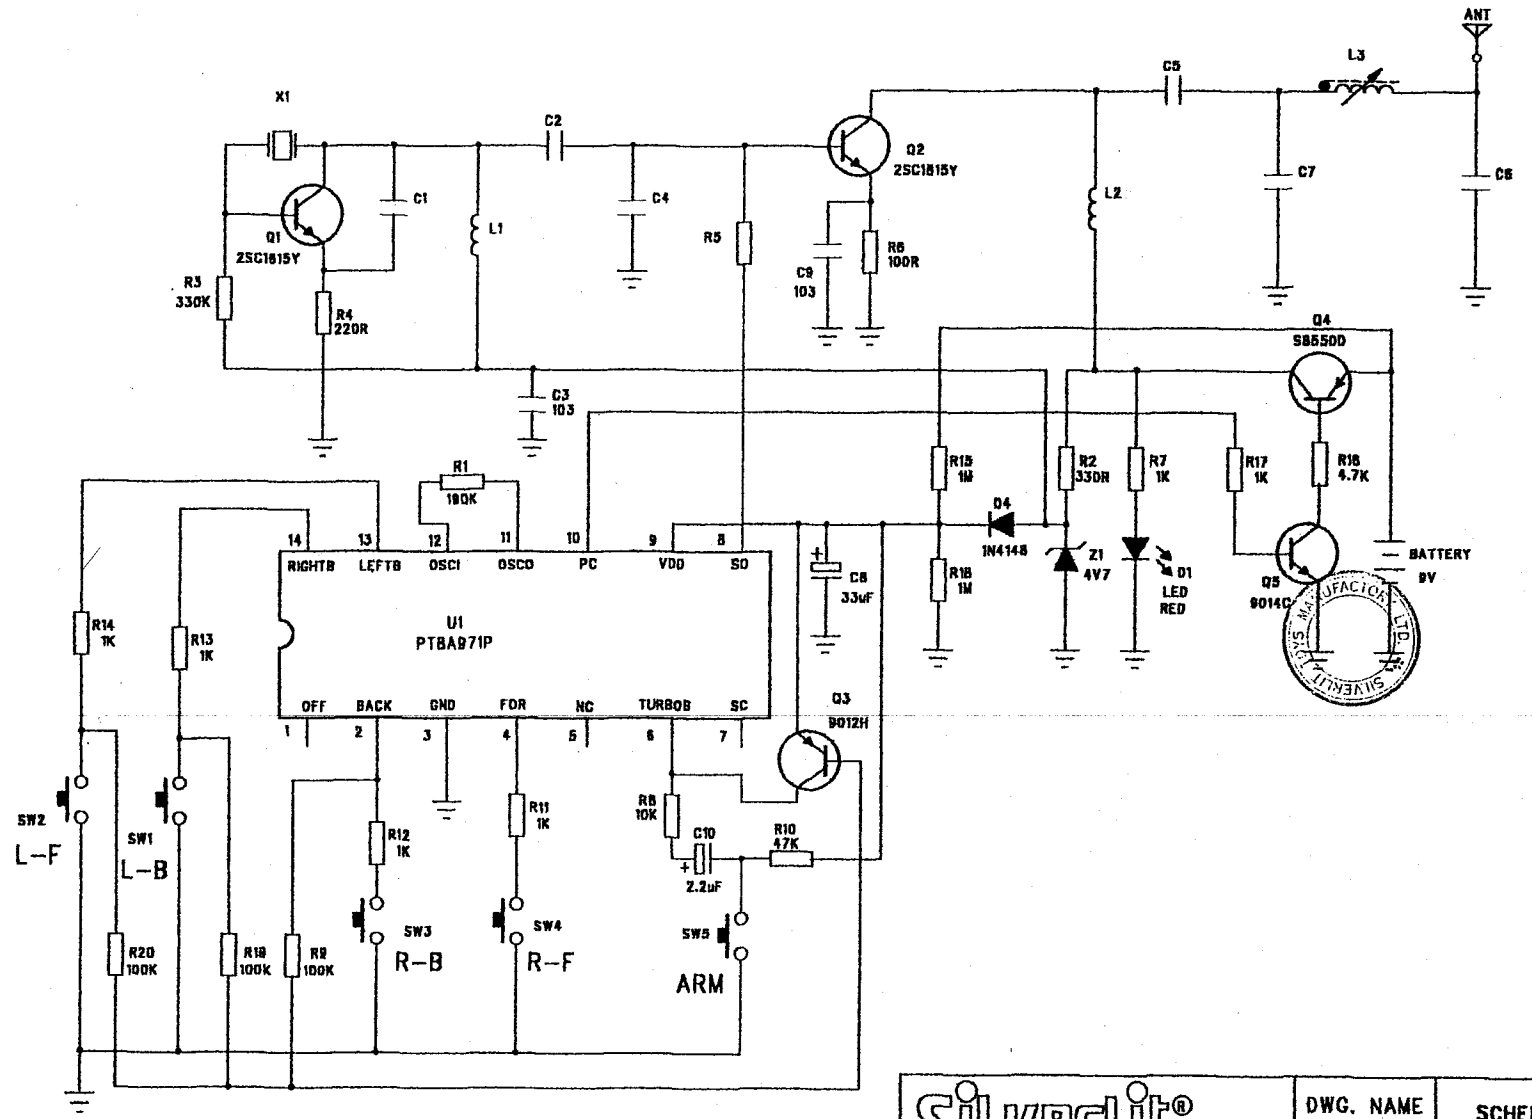 ANT
L3
C5
X1
C2
Q2
2SC1815Y
C7
C6
C1
C4
L2
L1
R5
Q1
2SC1815Y
R6
100R
C9
103
R3
330K
R4
220R
Q4
S8550D
C3
103
R1
180K
R15
1M
R2
330R
R7
1K
R17
1K
R16
4.7K
D4
1N4148
14
13
12
11
10
9
8
RIGHTB
LEFTB
OSCI
OSCO
PC
VDD
SO
Z1
4V7
BATTERY
9V
R18
1M
C8
33uF
D1
LED
RED
Q5
9014C
SILVERLIT TOYS MANUFACTORY LTD.
U1
PT8A971P
R14
1K
R13
1K
OFF
BACK
GND
FOR
NC
TURBOB
SC
1
2
3
4
5
6
7
Q3
9012H
R8
10K
R11
1K
R10
47K
SW2
L-F
SW1
L-B
R12
1K
C10
+
2.2uF
SW3
R-B
SW4
R-F
SW5
ARM
R20
100K
R19
100K
R9
100K
Silverlit®
DWG. NAME